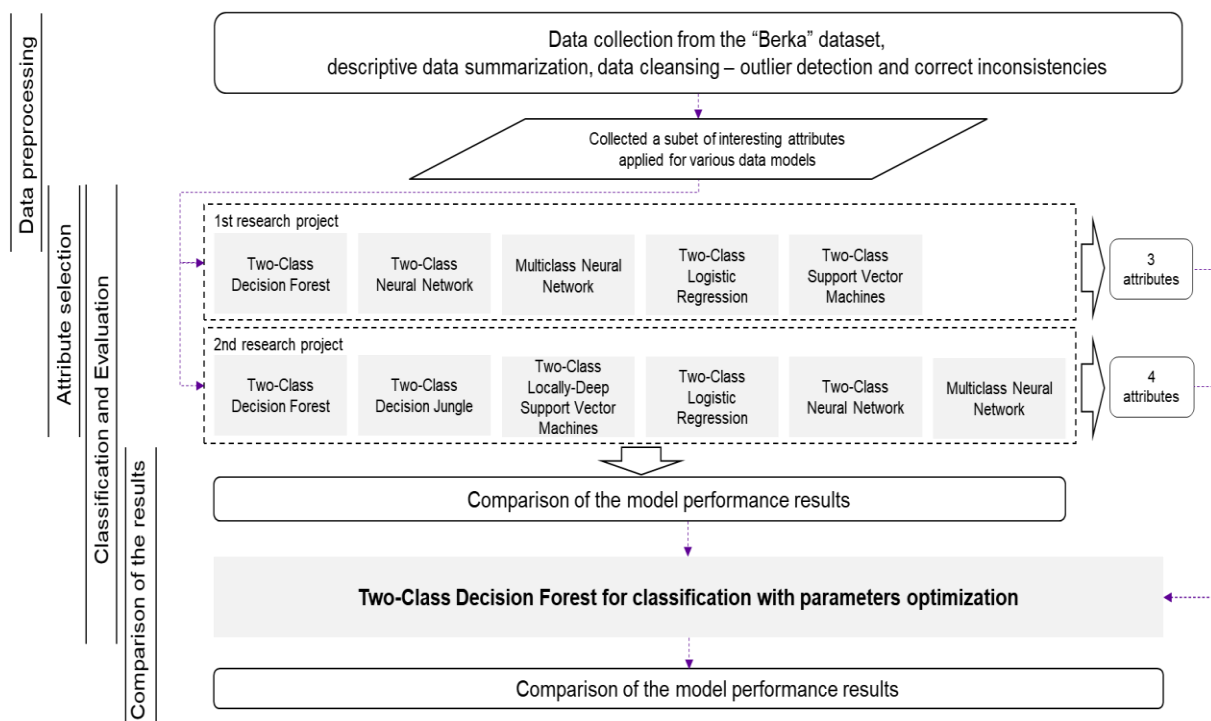 Data preprocessing
Attribute selection
Classification and Evaluation
Comparison of the results
Data collection from the “Berka” dataset,
descriptive data summarization, data cleansing – outlier detection and correct inconsistencies
Collected a subet of interesting attributes
applied for various data models
1st research project
Two-Class
Decision Forest
Two-Class
Neural Network
Multiclass Neural
Network
Two-Class
Logistic
Regression
Two-Class
Support Vector
Machines
3
attributes
2nd research project
Two-Class
Decision Forest
Two-Class
Decision Jungle
Two-Class
Locally-Deep
Support Vector
Machines
Two-Class
Logistic
Regression
Two-Class
Neural Network
Multiclass Neural
Network
4
attributes
Comparison of the model performance results
Two-Class Decision Forest for classification with parameters optimization
Comparison of the model performance results